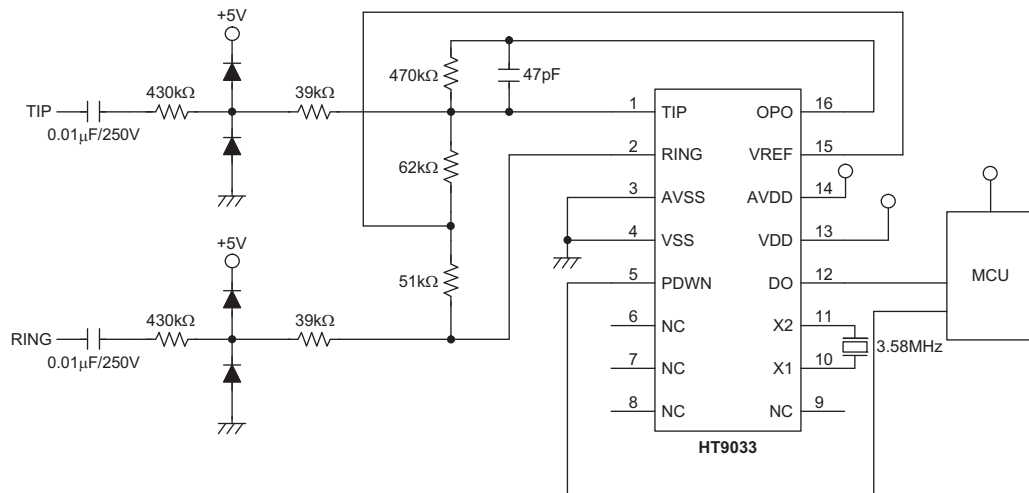 +5V
TIP
0.01μF/250V
430kΩ
39kΩ
470kΩ
47pF
62kΩ
51kΩ
+5V
RING
0.01μF/250V
430kΩ
39kΩ
1 TIP OPO 16
2 RING VREF 15
3 AVSS AVDD 14
4 VSS VDD 13
5 PDWN DO 12
6 NC X2 11
7 NC X1 10
8 NC NC 9
3.58MHz
MCU
HT9033